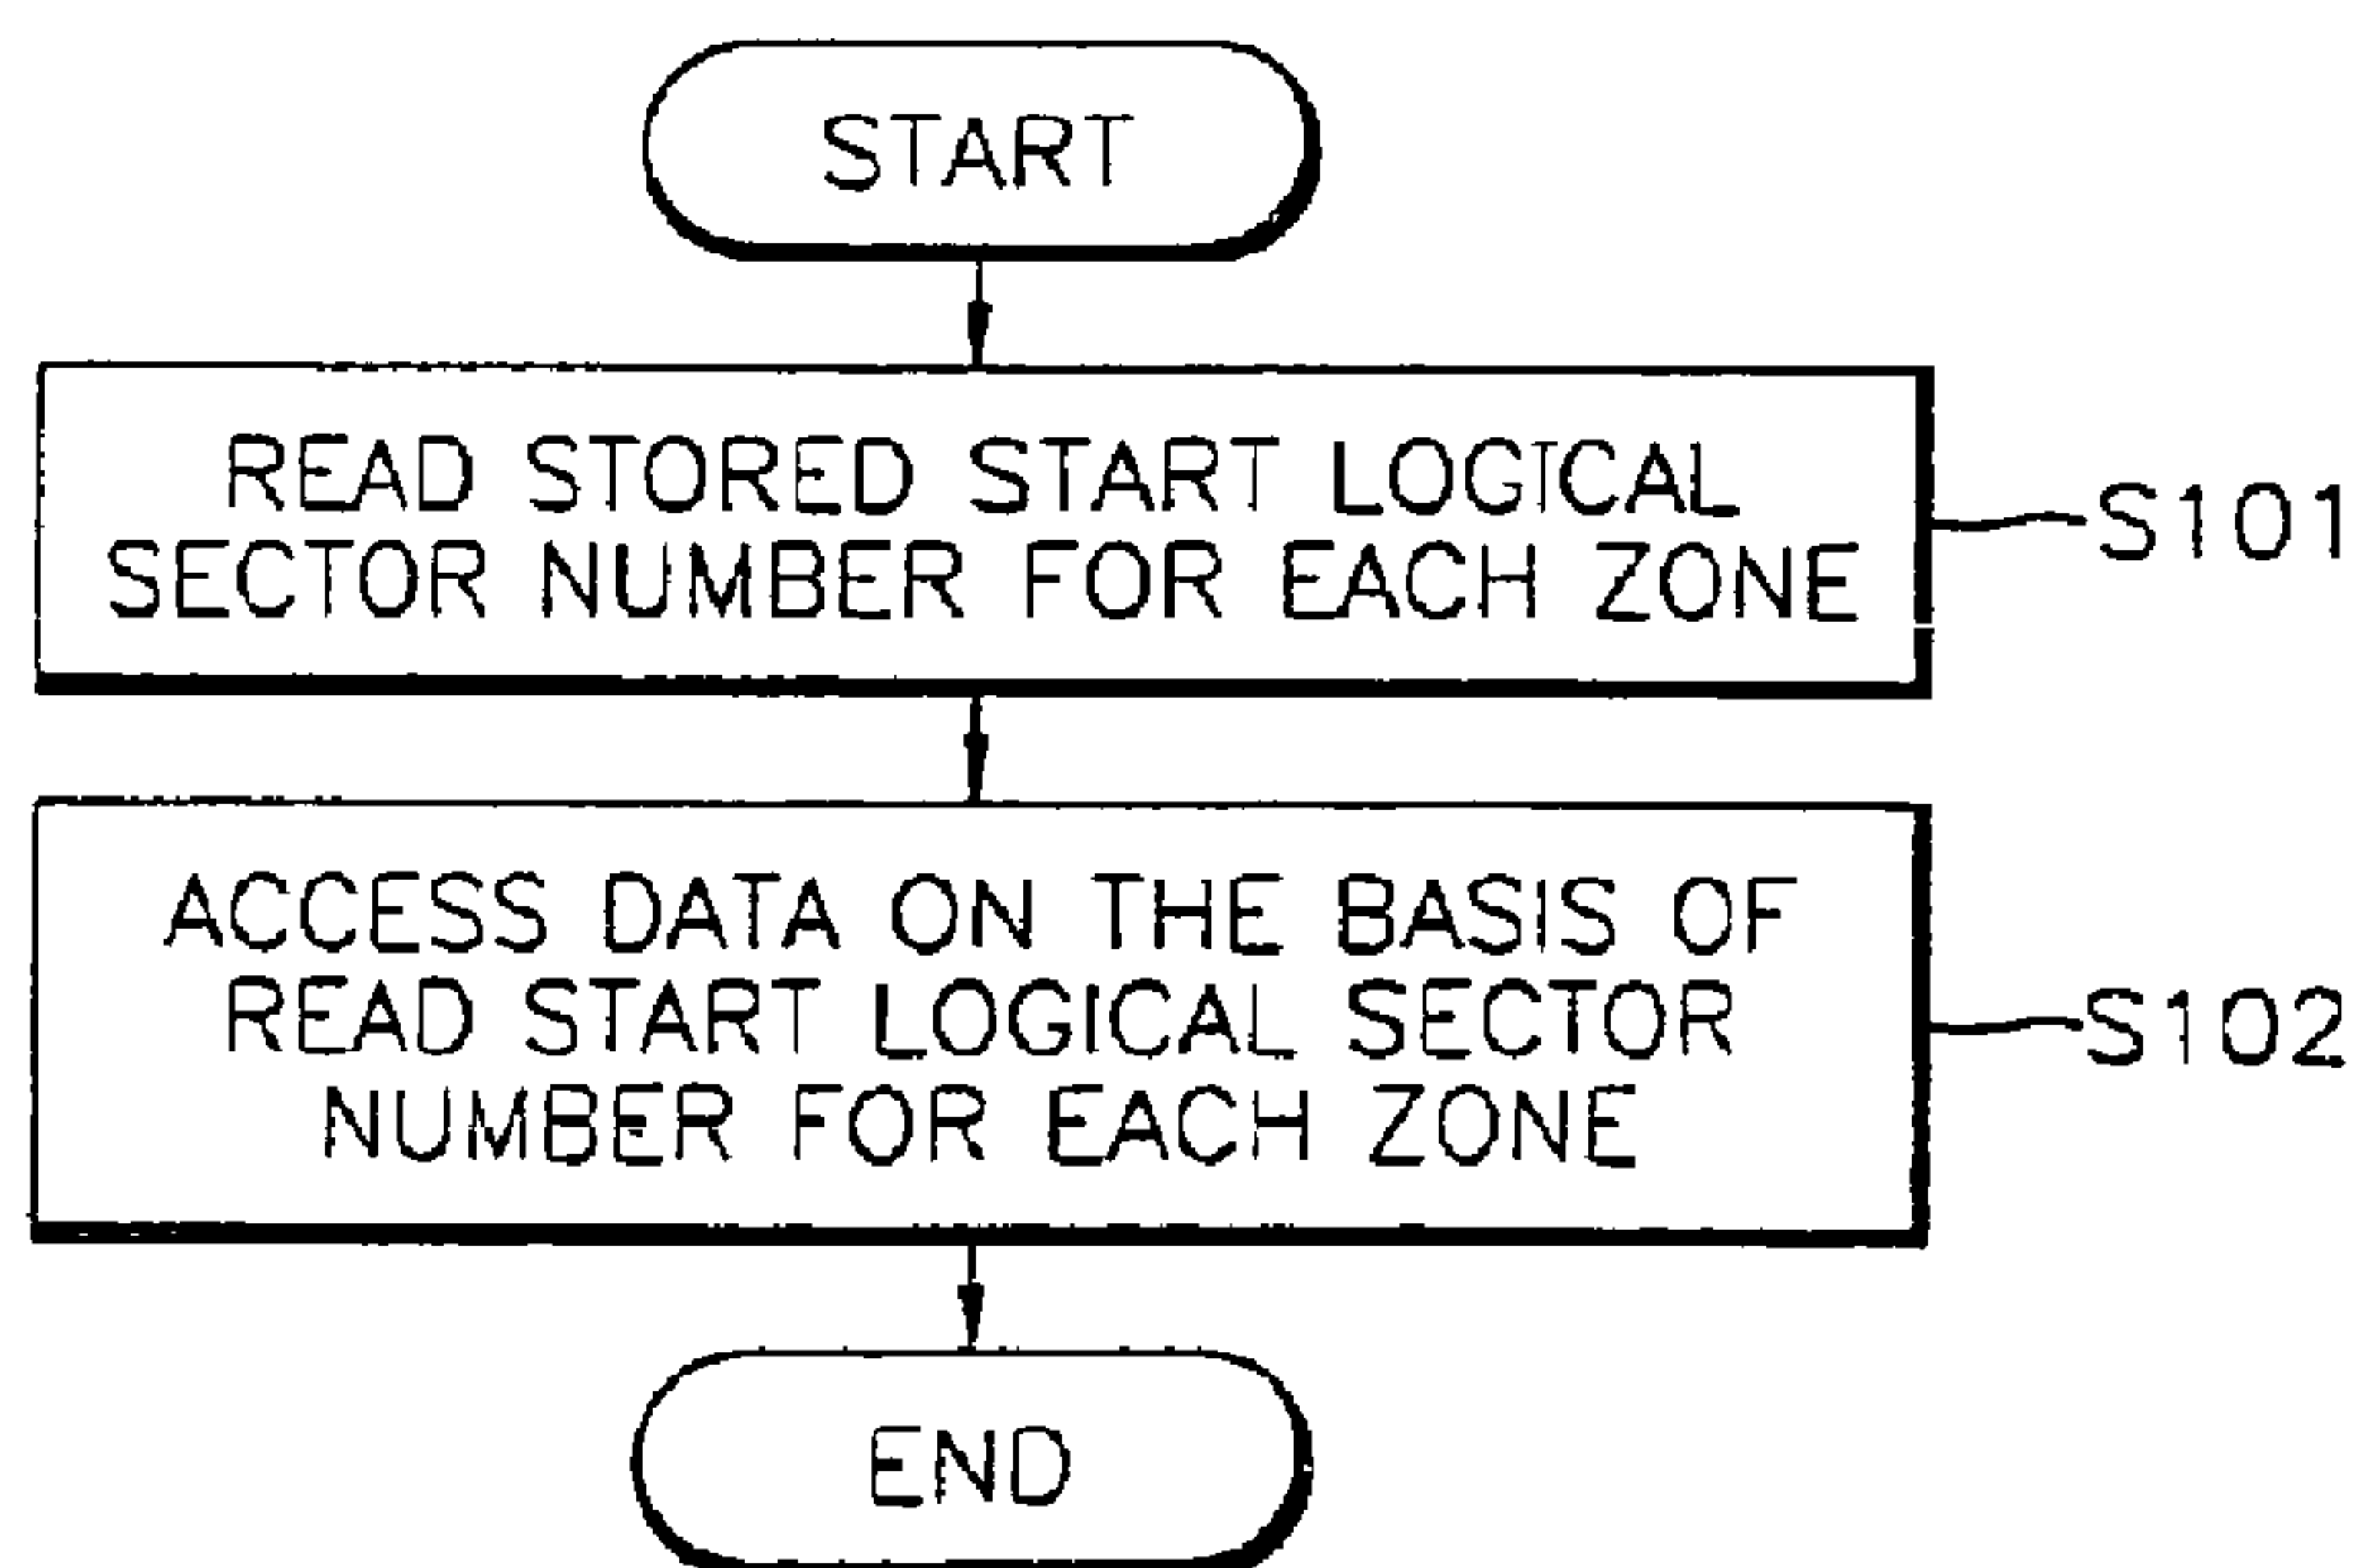 START
READ STORED START LOGICAL
SECTOR NUMBER FOR EACH ZONE
S101
ACCESS DATA ON THE BASIS OF
READ START LOGICAL SECTOR
NUMBER FOR EACH ZONE
S102
END